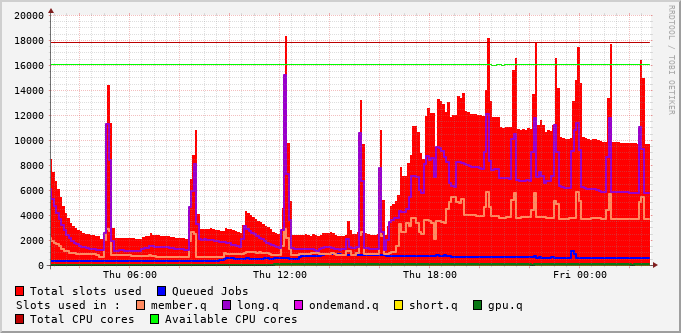 20000
18000
16000
14000
12000
10000
8000
6000
4000
2000
0
Thu 06:00 Thu 12:00 Thu 18:00 Fri 00:00
RRDTOOL / TOBI OETIKER
Total slots used Queued Jobs
Slots used in : member.q long.q ondemand.q short.q gpu.q
Total CPU cores Available CPU cores